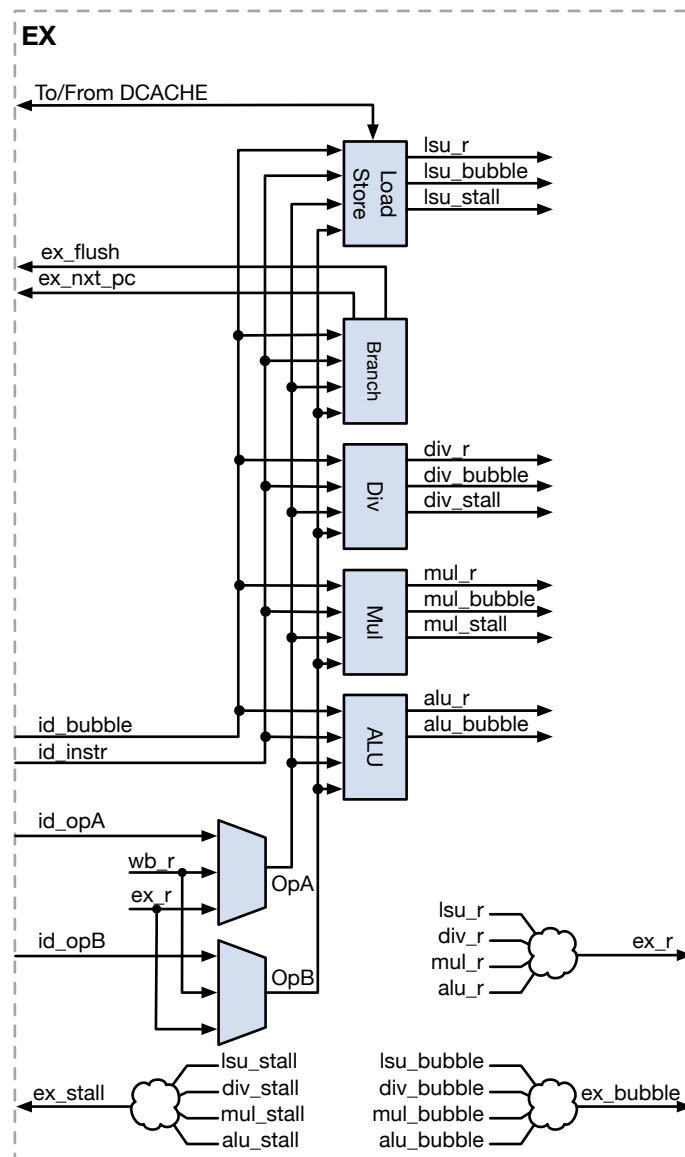 EX
To/From DCACHE
lsu_r
lsu_bubble
lsu_stall
Load
Store
ex_flush
ex_nxt_pc
Branch
div_r
div_bubble
div_stall
Div
mul_r
mul_bubble
mul_stall
Mul
alu_r
alu_bubble
ALU
id_bubble
id_instr
id_opA
wb_r
ex_r
OpA
id_opB
OpB
lsu_r
div_r
mul_r
alu_r
ex_r
ex_stall
lsu_stall
div_stall
mul_stall
alu_stall
lsu_bubble
div_bubble
mul_bubble
alu_bubble
ex_bubble